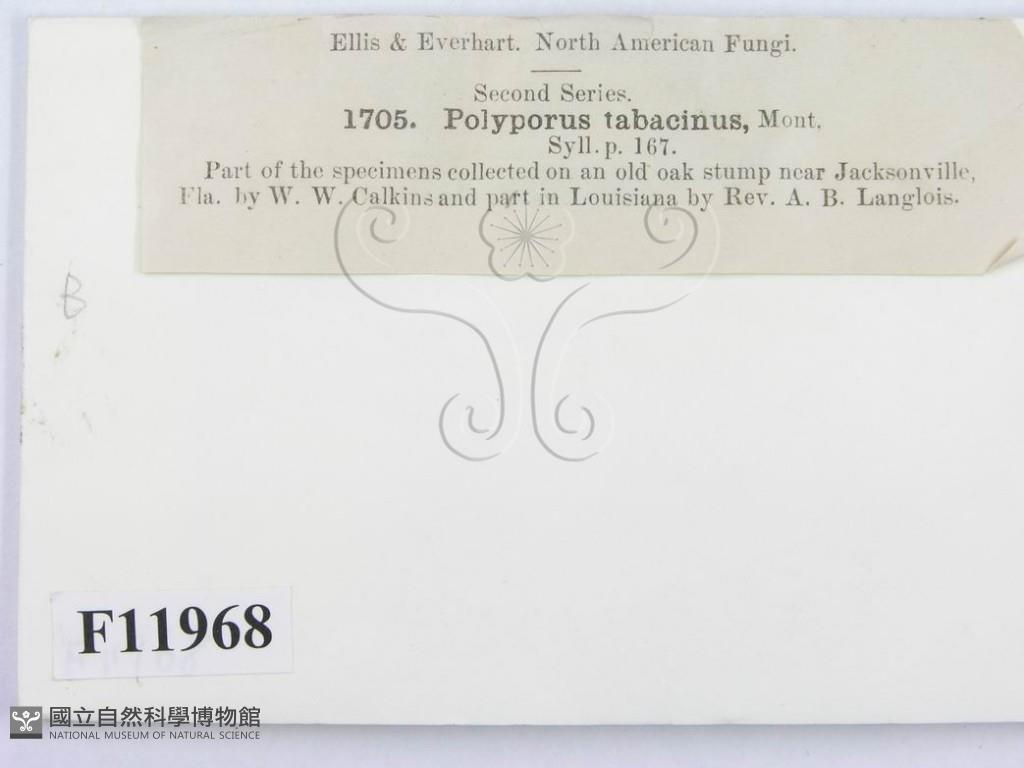 Ellis & Everhart. North American Fungi.
Second Series.
1705. Polyporus tabacinus, Mont.
Syll. p. 167.
Part of the specimens collected on an old oak stump near Jacksonville,
Fla. by W. W. Calkins and part in Louisiana by Rev. A. B. Langlois.
B
F11968
國立自然科學博物館
NATIONAL MUSEUM OF NATURAL SCIENCE